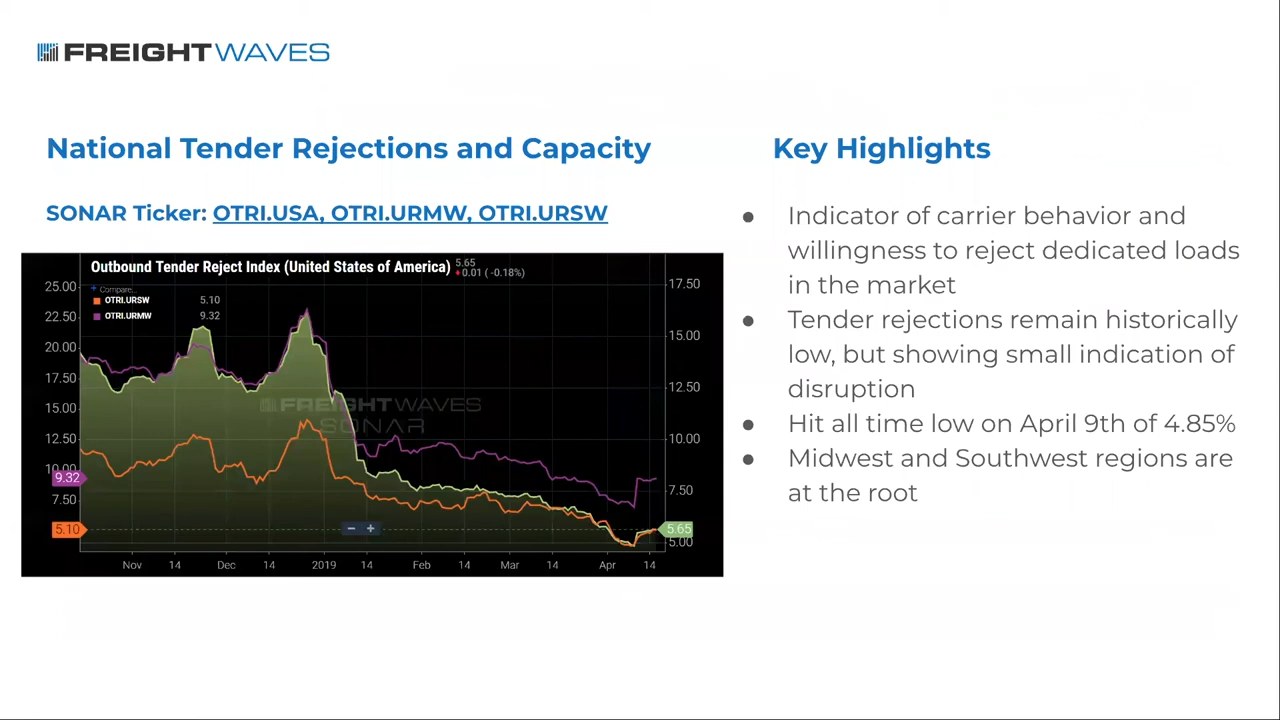 FREIGHTWAVES
National Tender Rejections and Capacity
SONAR Ticker: OTRI.USA, OTRI.URMW, OTRI.URSW
Outbound Tender Reject Index (United States of America)
5.65
0.01 ( -0.18%)
+ Compare...
OTRI.URSW 5.10
OTRI.URMW 9.32
25.00
22.50
20.00
17.50
15.00
12.50
10.00
9.32
7.50
5.10
FREIGHTWAVES
SONAR
− +
17.50
15.00
12.50
10.00
7.50
5.65
5.00
Nov 14 Dec 14 2019 14 Feb 14 Mar 14 Apr 14
Key Highlights
● Indicator of carrier behavior and
willingness to reject dedicated loads
in the market
● Tender rejections remain historically
low, but showing small indication of
disruption
● Hit all time low on April 9th of 4.85%
● Midwest and Southwest regions are
at the root